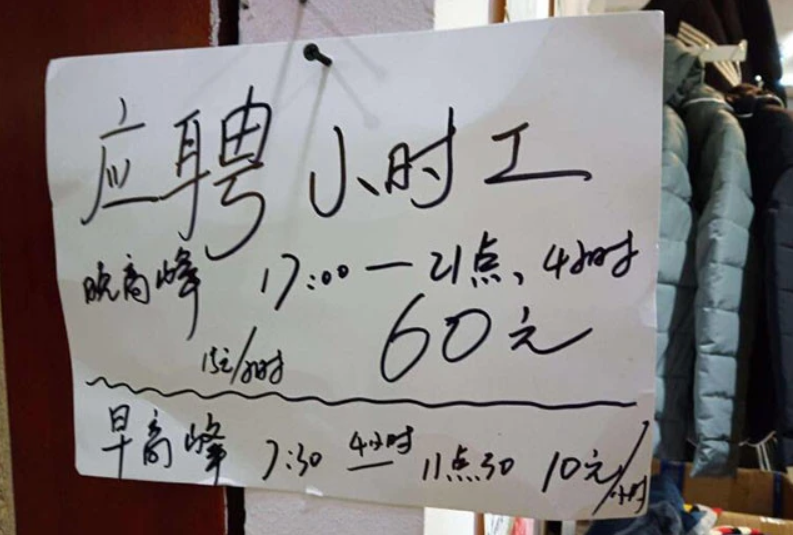 应聘小时工
晚高峰 17:00—21点、4小时
15元/小时 60元
早高峰 7:30 4小时— 11点30 10元/小时